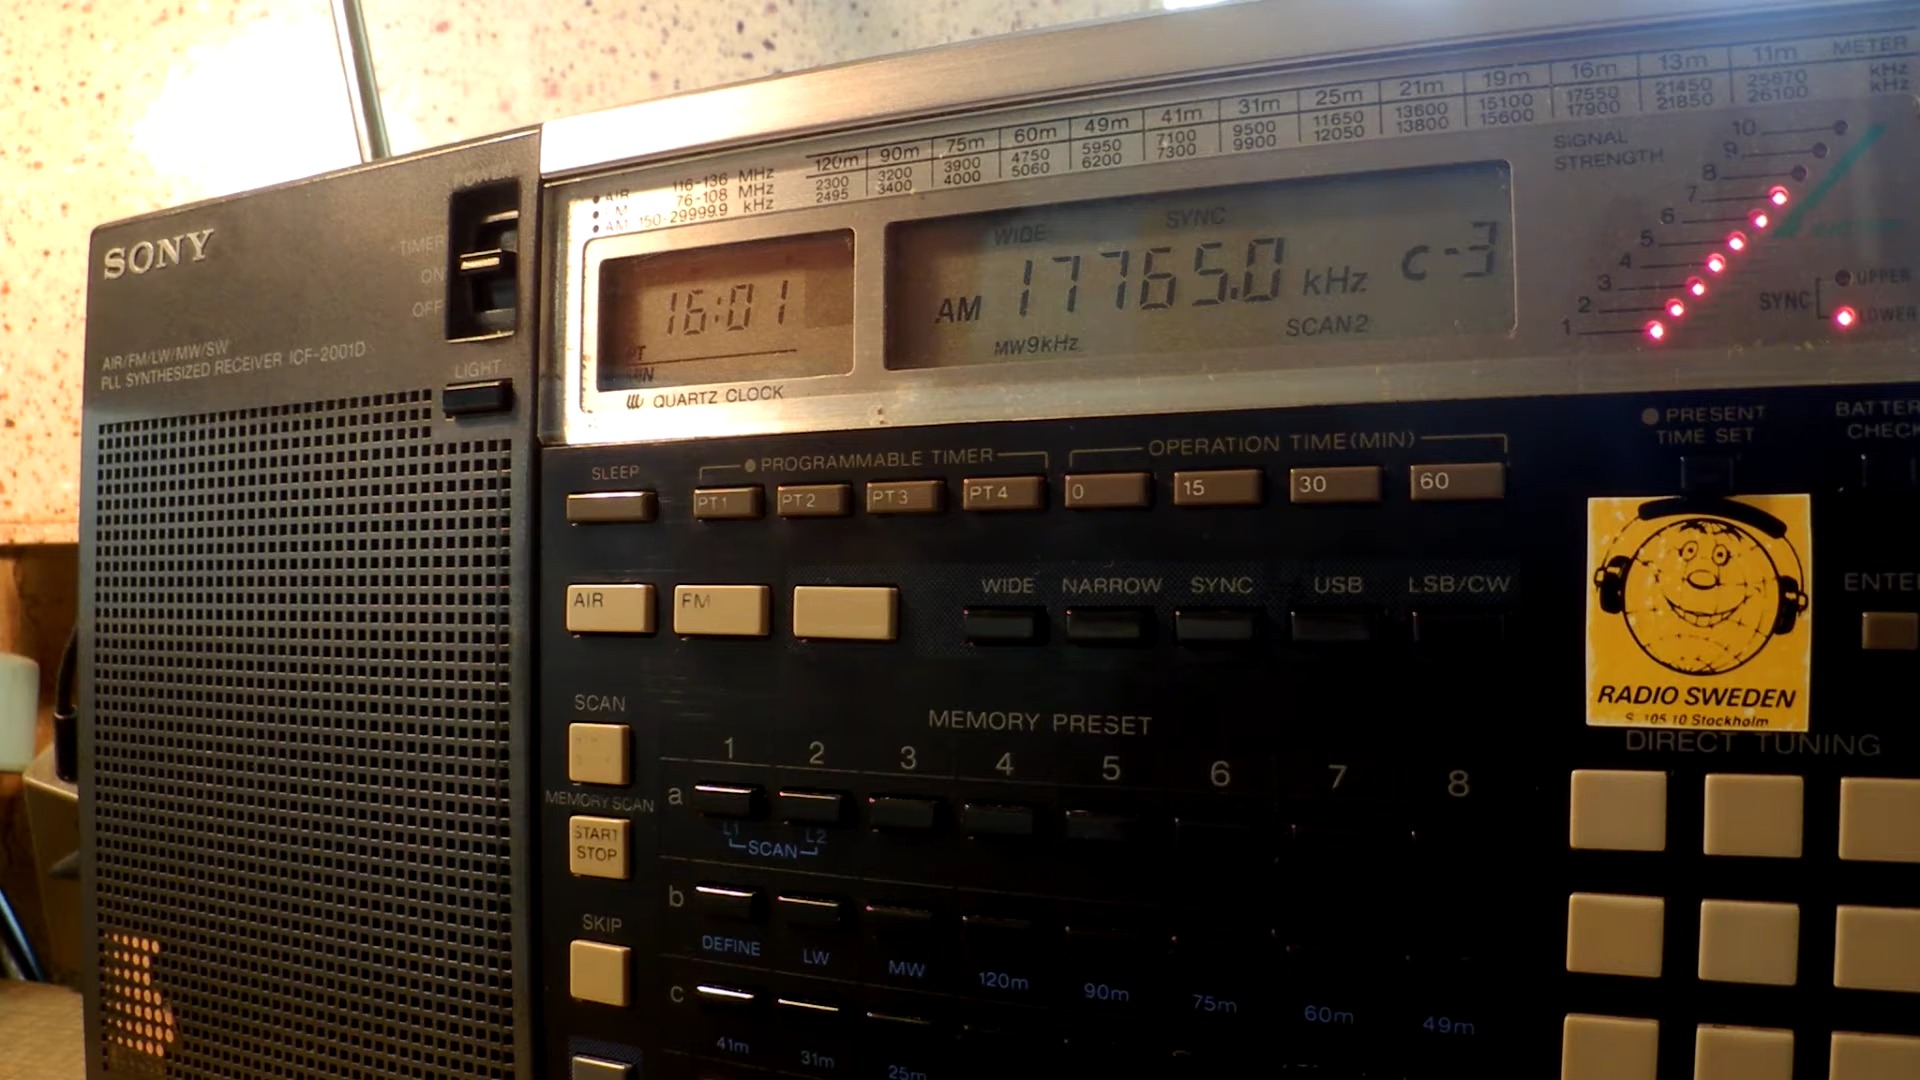 SONY
AIR/FM/LW/MW/SW
PLL SYNTHESIZED RECEIVER ICF-2001D
POWER
TIMER
ON
OFF
LIGHT
AIR 116-136 MHz
FM 76-108 MHz
AM 150-29999.9 kHz
120m 90m 75m 60m 49m 41m 31m 25m 21m 19m 16m 13m 11m METER
2300 3200 3900 4750 5950 7100 9500 11650 13600 15100 17550 21450 25870 kHz
2495 3400 4000 5060 6200 7300 9900 12050 13800 15600 17900 21850 26100 kHz
16:01
PT
MIN
QUARTZ CLOCK
WIDE SYNC
AM 17765.0 kHz c-3
MW9kHz SCAN2
SIGNAL
STRENGTH
10
9
8
7
6
5
4
3
2
1
SYNC
UPPER
LOWER
SLEEP
PROGRAMMABLE TIMER
OPERATION TIME(MIN)
PT1 PT2 PT3 PT4 0 15 30 60
PRESENT
TIME SET
AIR FM
WIDE NARROW SYNC USB LSB/CW
RADIO SWEDEN
S-105 10 Stockholm
DIRECT TUNING
SCAN
MEMORY SCAN
START
STOP
SKIP
MEMORY PRESET
1 2 3 4 5 6 7 8
a
L1 L2
SCAN
b
DEFINE LW MW 120m 90m 75m 60m 49m
c
41m 31m 25m